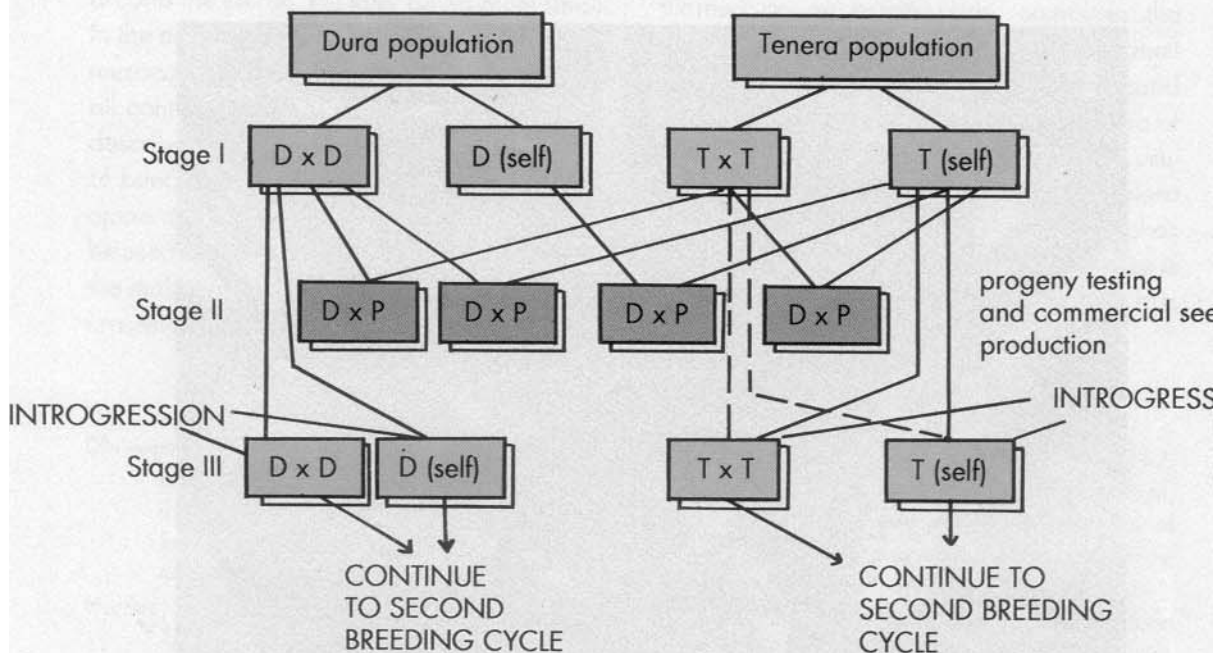 Dura population
Tenera population
Stage I
D x D
D (self)
T x T
T (self)
Stage II
D x P
D x P
D x P
D x P
progeny testing
and commercial see
production
INTROGRESSION
INTROGRESS
Stage III
D x D
D (self)
T x T
T (self)
CONTINUE
TO SECOND
BREEDING CYCLE
CONTINUE TO
SECOND BREEDING
CYCLE